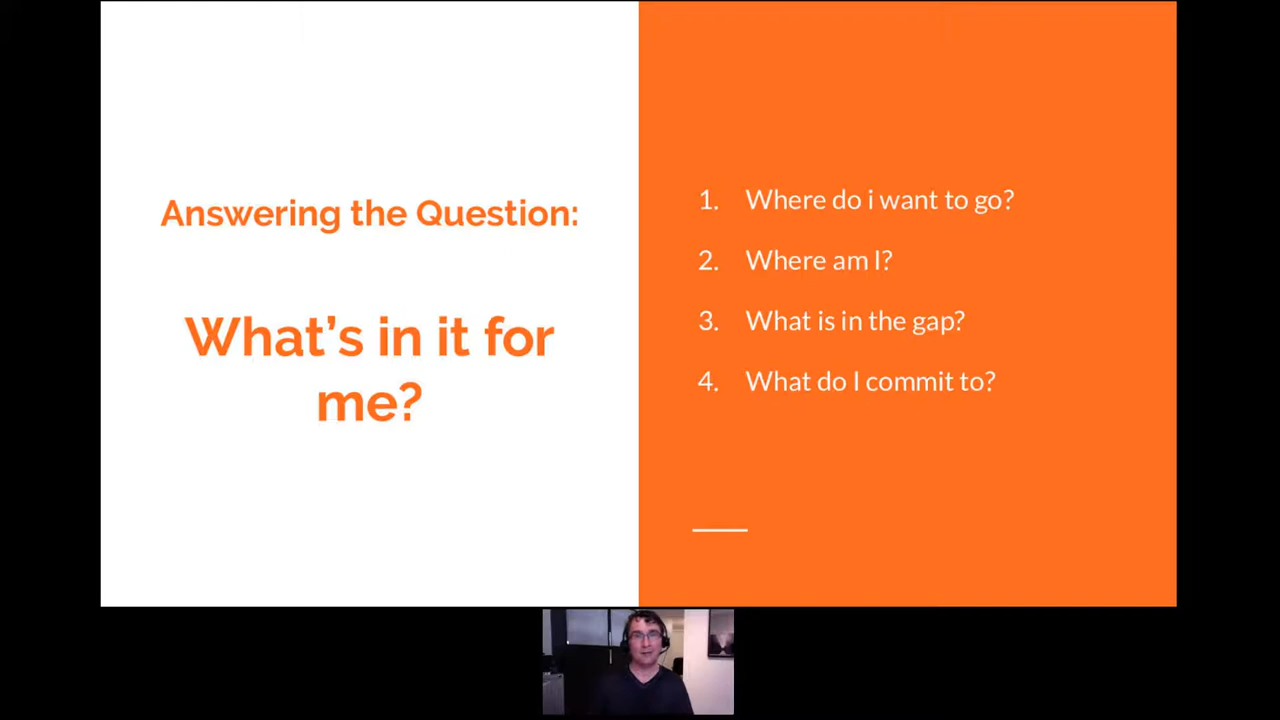 Answering the Question:
What's in it for
me?
1. Where do i want to go?
2. Where am I?
3. What is in the gap?
4. What do I commit to?